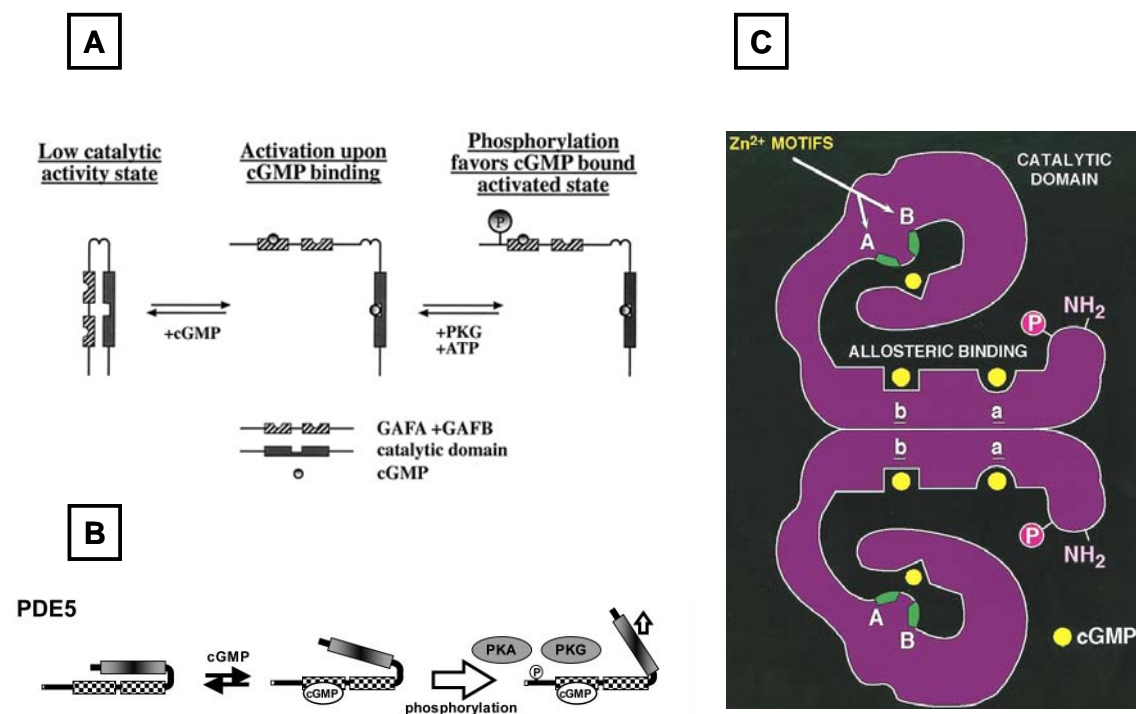 A
Low catalytic
activity state
Activation upon
cGMP binding
Phosphorylation
favors cGMP bound
activated state
P
+cGMP
+PKG
+ATP
GAFA +GAFB
catalytic domain
cGMP
B
PDE5
cGMP
cGMP
phosphorylation
PKA
PKG
P
cGMP
C
Zn²⁺ MOTIFS
CATALYTIC
DOMAIN
B
A
NH₂
P
ALLOSTERIC BINDING
b a
b a
P
NH₂
A
B
cGMP